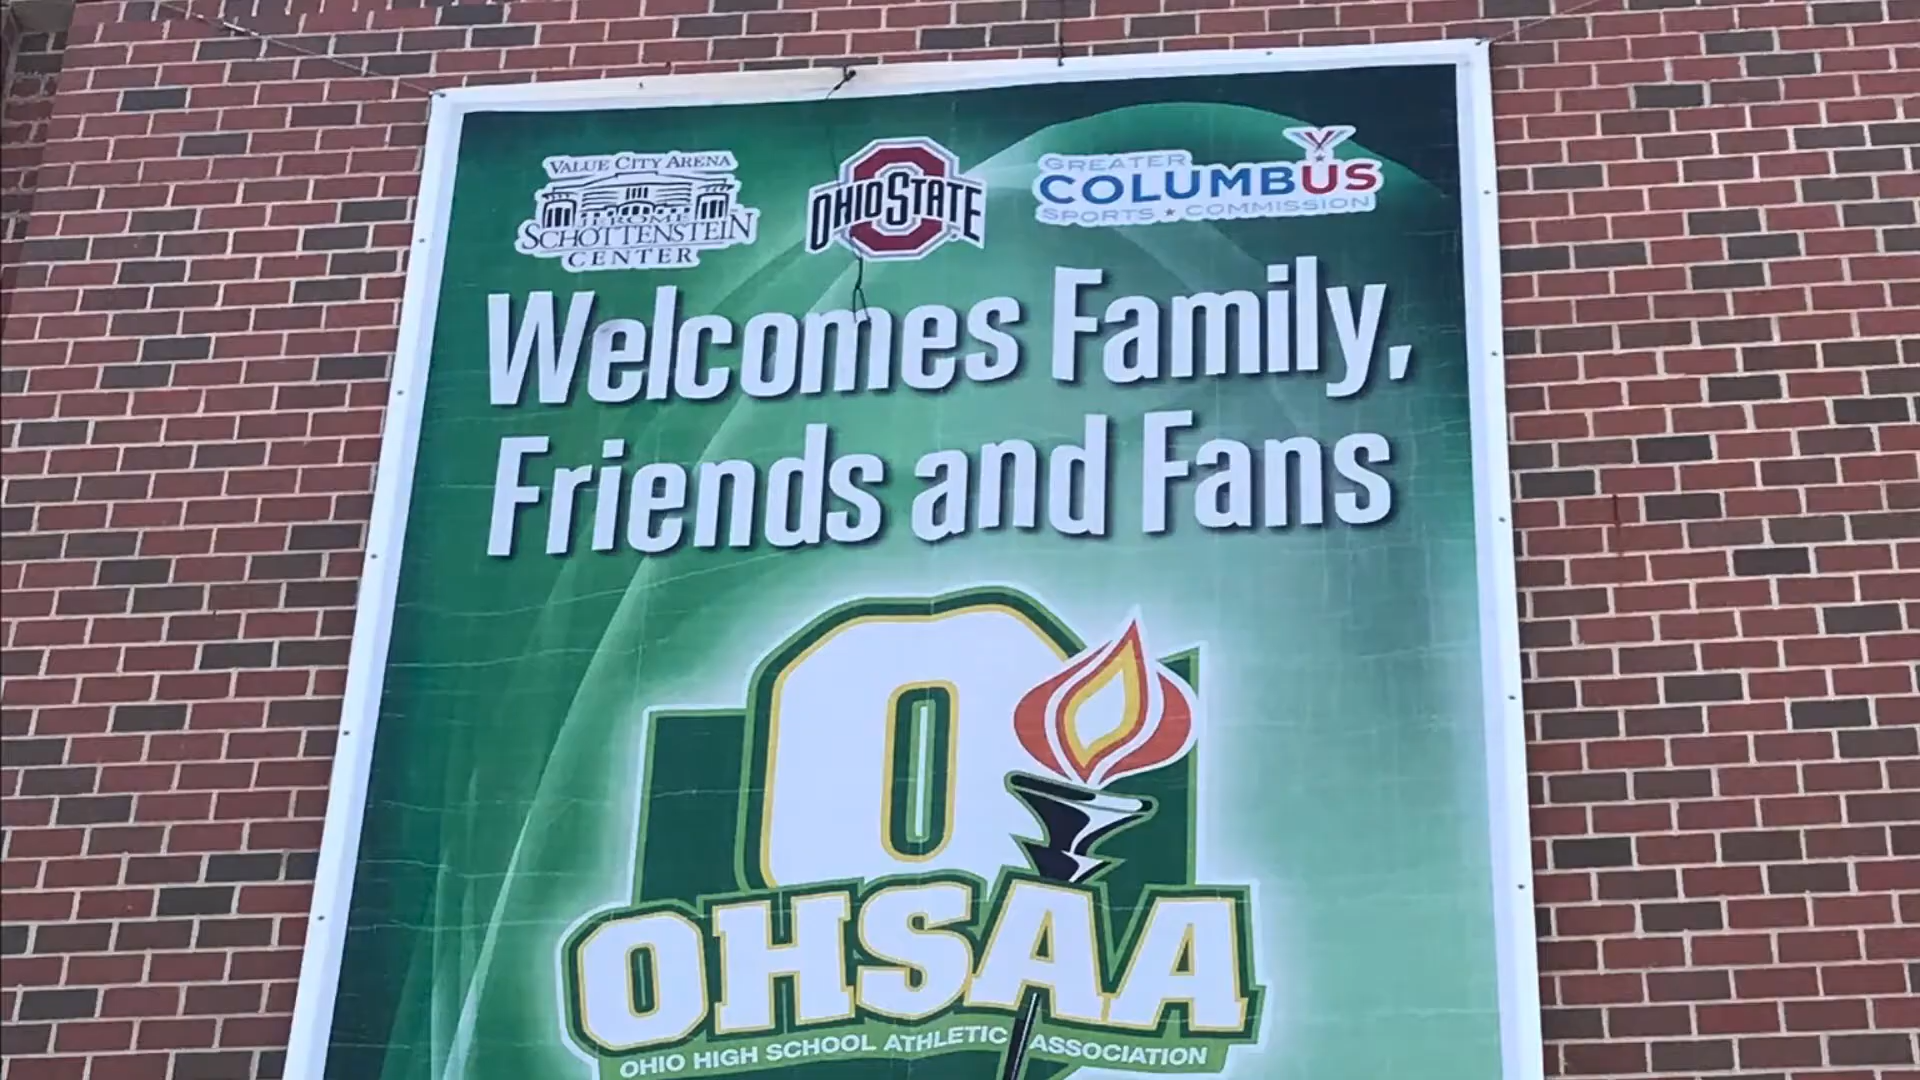 VALUE CITY ARENA
JEROME
SCHOTTENSTEIN
CENTER
OHIO STATE
GREATER
COLUMBUS
SPORTS ★ COMMISSION
Welcomes Family,
Friends and Fans
O
OHSAA
OHIO HIGH SCHOOL ATHLETIC ASSOCIATION